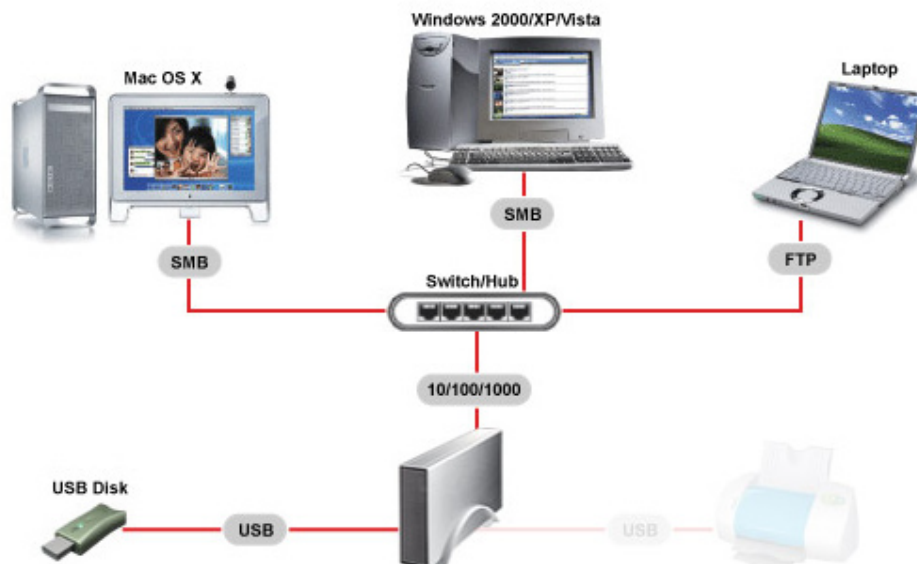 Windows 2000/XP/Vista
Mac OS X
Laptop
SMB
SMB
FTP
Switch/Hub
10/100/1000
USB Disk
USB
USB